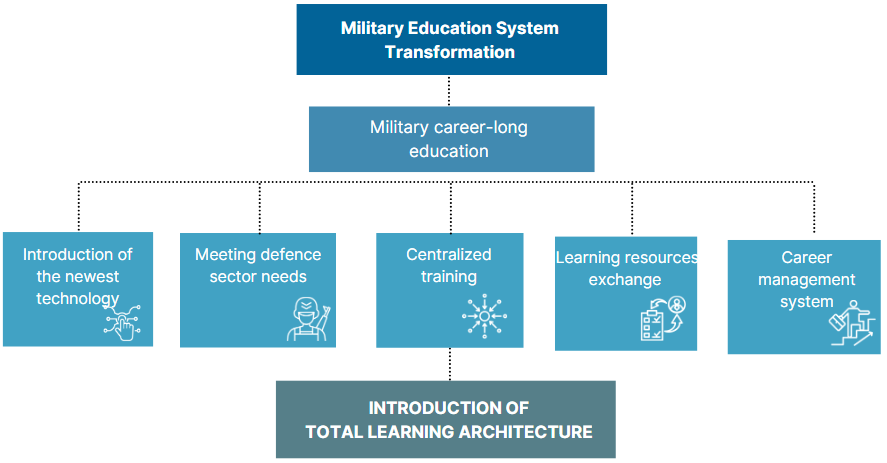 Military Education System
Transformation
Military career-long
education
Introduction of
the newest
technology
Meeting defence
sector needs
Centralized
training
Learning resources
exchange
Career
management
system
INTRODUCTION OF
TOTAL LEARNING ARCHITECTURE